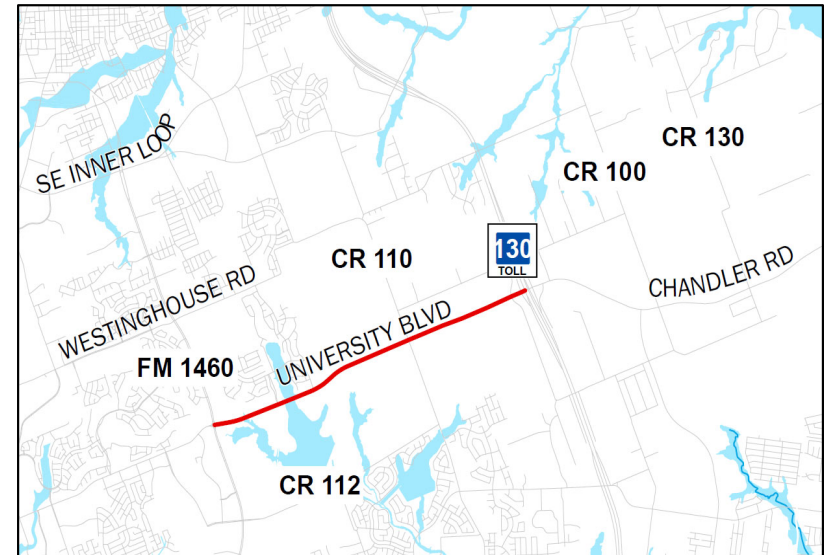 SE INNER LOOP
CR 130
CR 100
130
TOLL
CR 110
CHANDLER RD
WESTINGHOUSE RD
UNIVERSITY BLVD
FM 1460
CR 112